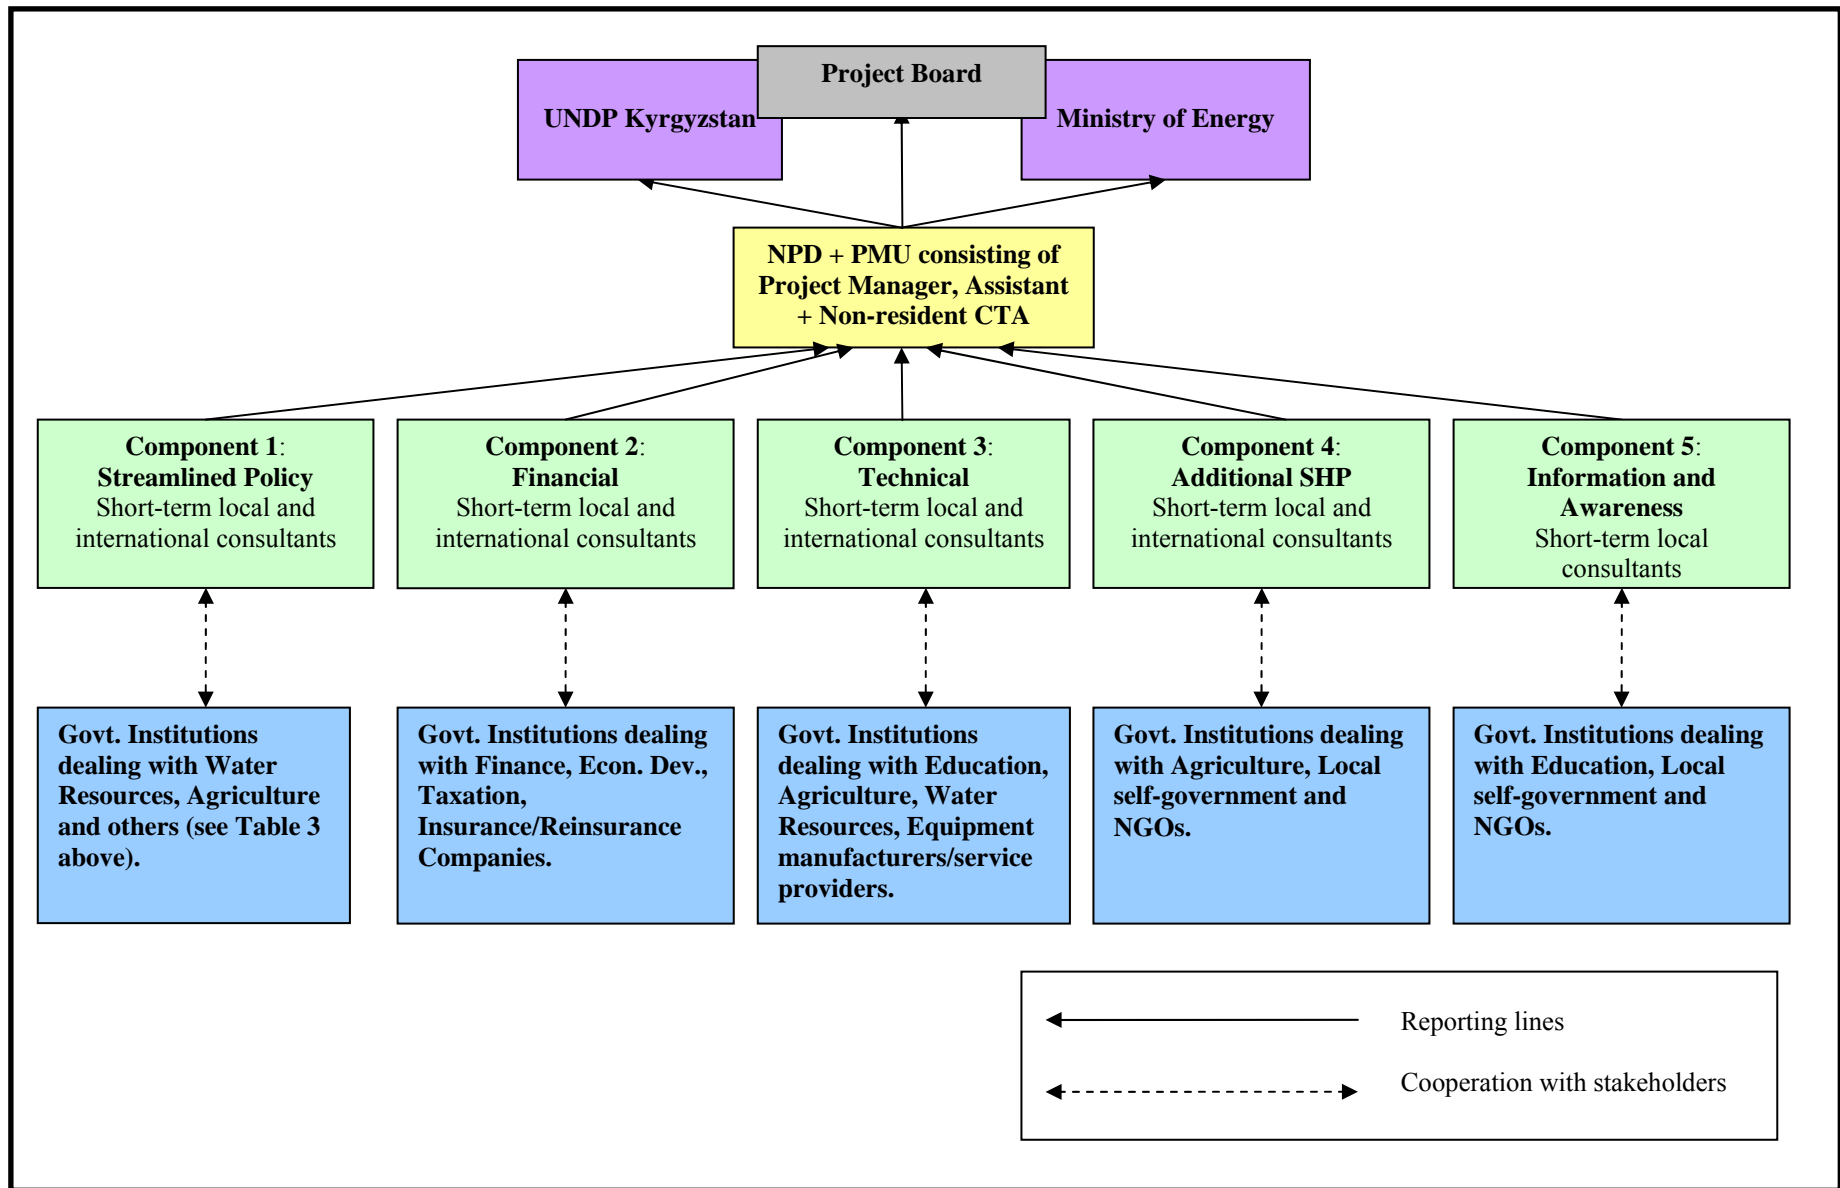 Project Board
UNDP Kyrgyzstan
Ministry of Energy
NPD + PMU consisting of
Project Manager, Assistant
+ Non-resident CTA
Component 1:
Streamlined Policy
Short-term local and
international consultants
Component 2:
Financial
Short-term local and
international consultants
Component 3:
Technical
Short-term local and
international consultants
Component 4:
Additional SHP
Short-term local and
international consultants
Component 5:
Information and
Awareness
Short-term local
consultants
Govt. Institutions
dealing with Water
Resources, Agriculture
and others (see Table 3
above).
Govt. Institutions dealing
with Finance, Econ. Dev.,
Taxation,
Insurance/Reinsurance
Companies.
Govt. Institutions
dealing with Education,
Agriculture, Water
Resources, Equipment
manufacturers/service
providers.
Govt. Institutions dealing
with Agriculture, Local
self-government and
NGOs.
Govt. Institutions dealing
with Education, Local
self-government and
NGOs.
Reporting lines
Cooperation with stakeholders